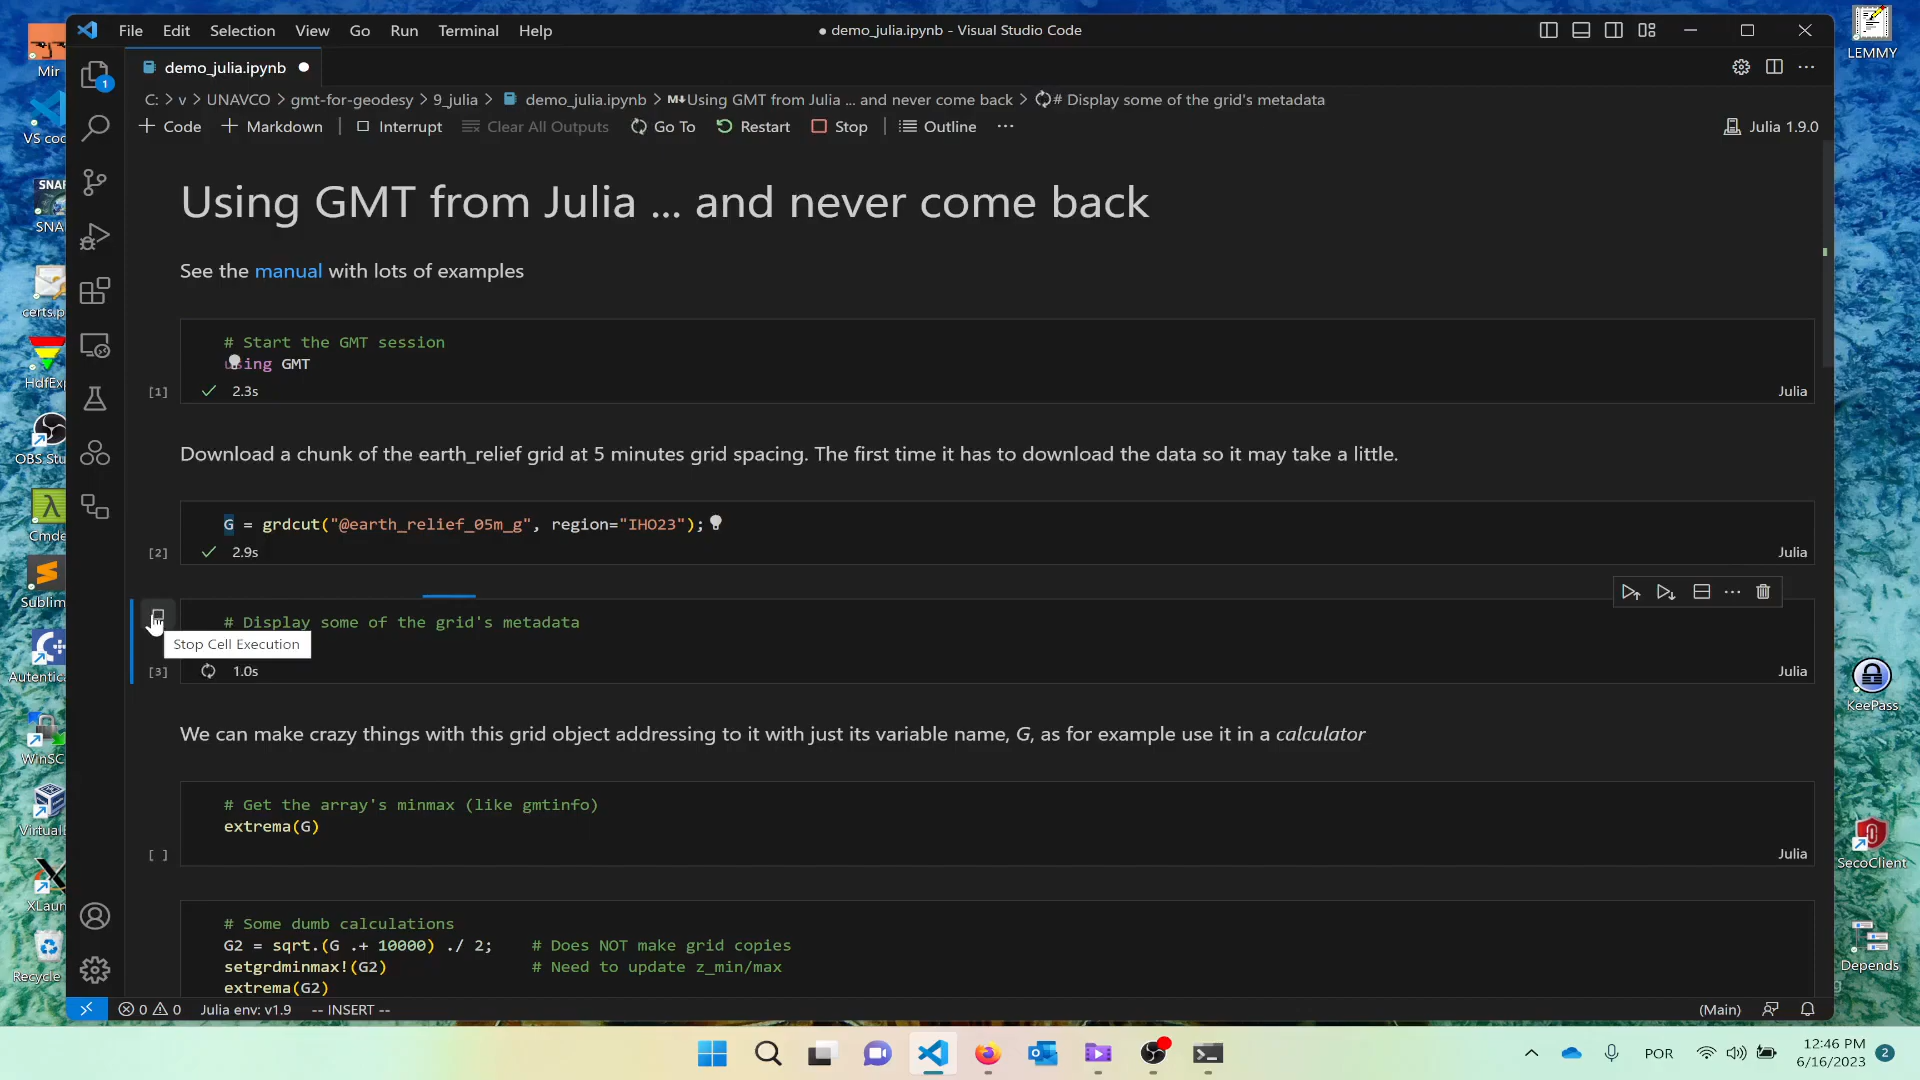 File Edit Selection View Go Run Terminal Help
● demo_julia.ipynb - Visual Studio Code
demo_julia.ipynb
C: > v > UNAVCO > gmt-for-geodesy > 9_julia > demo_julia.ipynb > M↓Using GMT from Julia ... and never come back > # Display some of the grid's metadata
+ Code + Markdown | Interrupt Clear All Outputs Go To Restart Stop | Outline ...
Julia 1.9.0
Using GMT from Julia ... and never come back
See the manual with lots of examples
# Start the GMT session
using GMT
[1] ✓ 2.3s Julia
Download a chunk of the earth_relief grid at 5 minutes grid spacing. The first time it has to download the data so it may take a little.
G = grdcut("@earth_relief_05m_g", region="IHO23");
[2] ✓ 2.9s Julia
# Display some of the grid's metadata
Stop Cell Execution
[3] 1.0s Julia
We can make crazy things with this grid object addressing to it with just its variable name, G, as for example use it in a calculator
# Get the array's minmax (like gmtinfo)
extrema(G)
[ ] Julia
# Some dumb calculations
G2 = sqrt.(G .+ 10000) ./ 2; # Does NOT make grid copies
setgrdminmax!(G2) # Need to update z_min/max
extrema(G2)
0 0 Julia env: v1.9 -- INSERT --
(Main)
1
Mir
VS coc
SNAP
SNA
certs.p
HdfEx
OBS Stu
Cmde
Sublim
Autentic
WinSC
Virtual
XLaun
Recycle
LEMMY
KeePass
SecoClient
Depends
POR
12:46 PM
6/16/2023
2